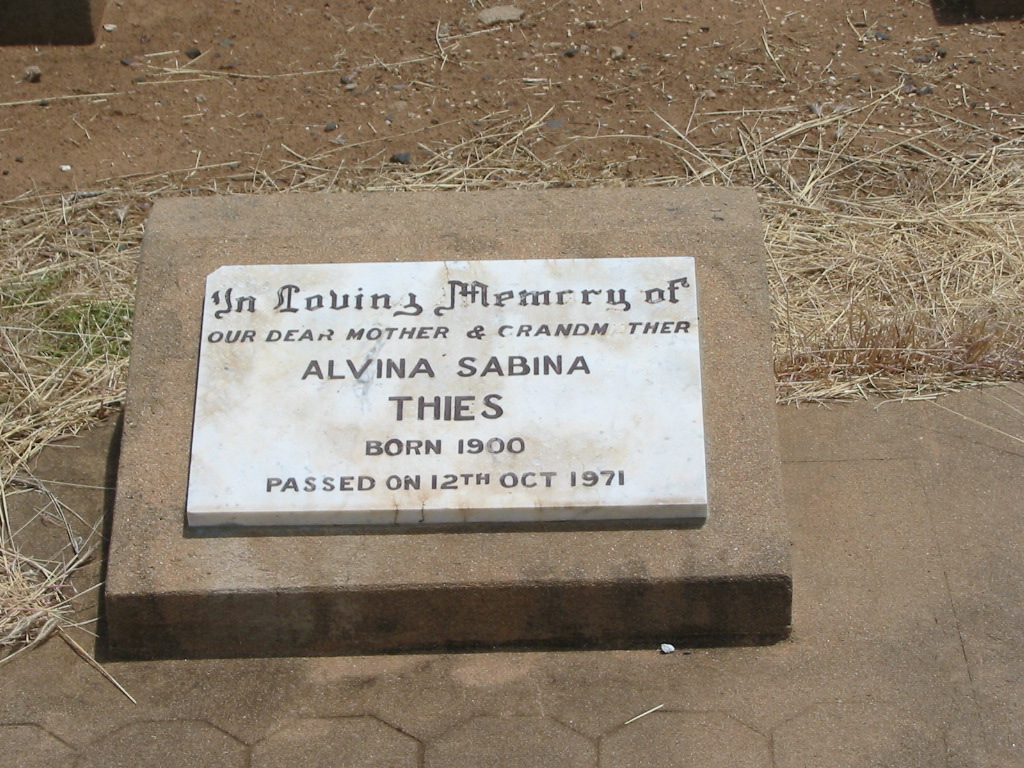 In Loving Memory of
OUR DEAR MOTHER & GRANDM THER
ALVINA SABINA
THIES
BORN 1900
PASSED ON 12TH OCT 1971